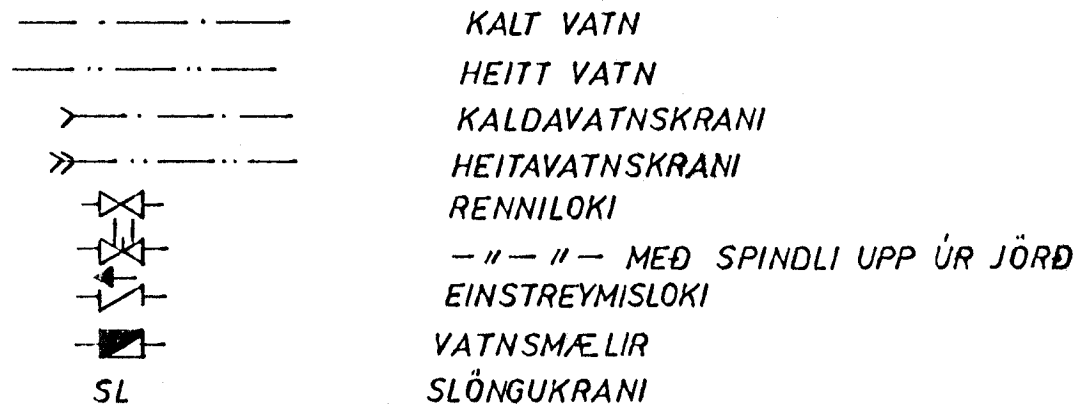 KALT VATN
HEITT VATN
KALDAVATNSKRANI
HEITAVATNSKRANI
RENNILOKI
— 〃 — 〃 — MEÐ SPINDLI UPP ÚR JÖRÐ
EINSTREYMISLOKI
VATNSMÆLIR
SL SLÖNGUKRANI